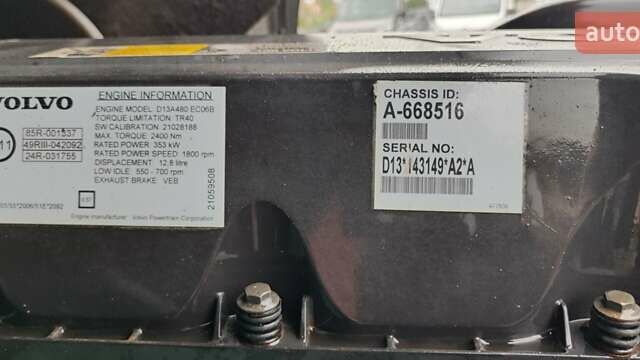 auto
VOLVO
ENGINE INFORMATION
ENGINE MODEL: D13A480 EC06B
TORQUE LIMITATION: TR40
SW CALIBRATION: 21028188
MAX. TORQUE: 2400 Nm
RATED POWER: 353 kW
RATED POWER SPEED: 1800 rpm
DISPLACEMENT: 12,8 litre
LOW IDLE: 550 - 700 rpm
EXHAUST BRAKE: VEB
11
85R-001337
49RIII-042092
24R-031755
21059508
Engine manufacturer: Volvo Powertrain Corporation
CHASSIS ID:
A-668516
SERIAL NO:
D13*143149*A2*A